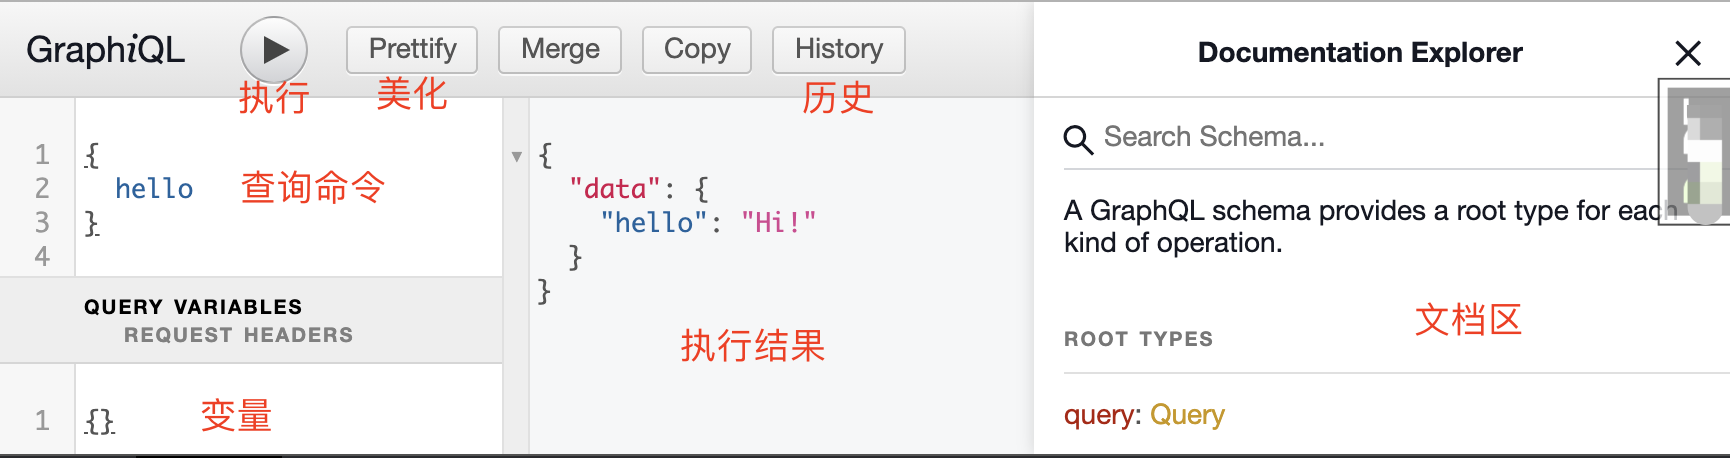 GraphiQL
Prettify
Merge
Copy
History
执行
美化
历史
1 {
2 hello
3 }
4
查询命令
QUERY VARIABLES
REQUEST HEADERS
1 {}
变量
{
"data": {
"hello": "Hi!"
}
}
执行结果
Documentation Explorer
Search Schema...
A GraphQL schema provides a root type for each
kind of operation.
ROOT TYPES
文档区
query: Query